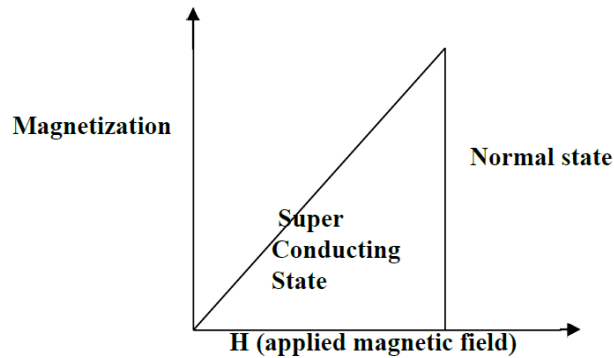 Magnetization
Normal state
Super
Conducting
State
H (applied magnetic field)